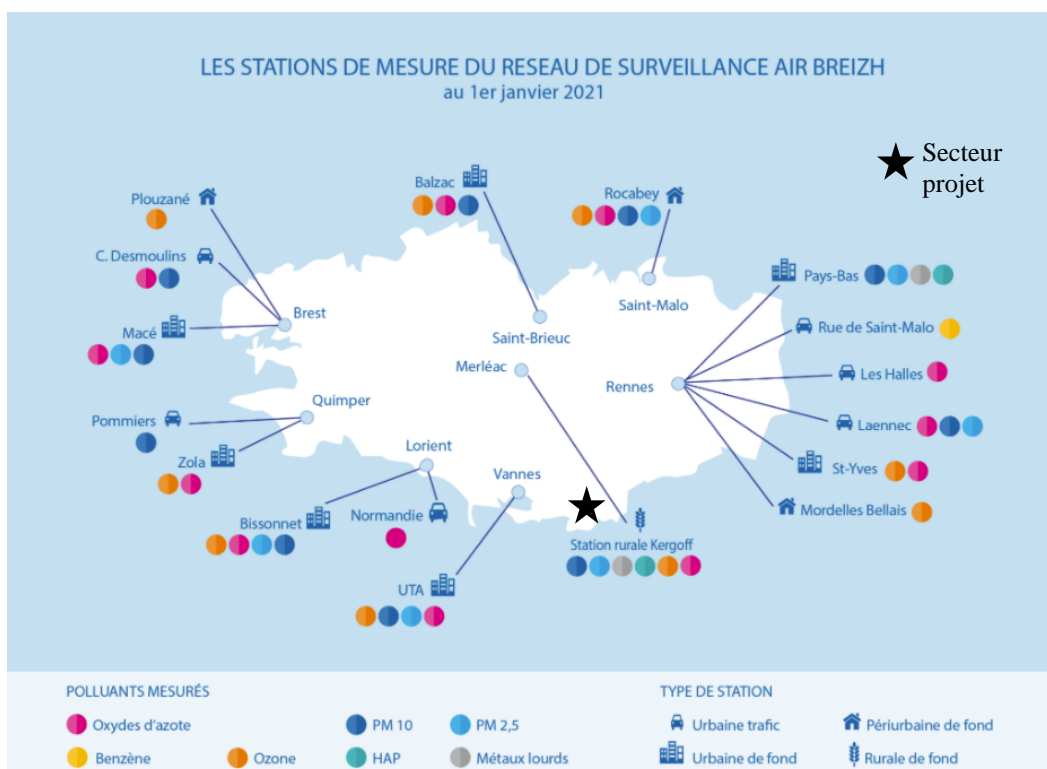 LES STATIONS DE MESURE DU RESEAU DE SURVEILLANCE AIR BREIZH
au 1er janvier 2021
Secteur
projet
Balzac
Rocabey
Plouzané
C. Desmoulins
Macé
Pommiers
Zola
Bissonnet
Normandie
UTA
Station rurale Kergoff
Pays-Bas
Rue de Saint-Malo
Les Halles
Laennec
St-Yves
Mordelles Bellais
Brest
Saint-Malo
Saint-Brieuc
Merléac
Rennes
Quimper
Lorient
Vannes
POLLUANTS MESURÉS
Oxydes d'azote
PM 10
PM 2,5
Benzène
Ozone
HAP
Métaux lourds
TYPE DE STATION
Urbaine trafic
Périurbaine de fond
Urbaine de fond
Rurale de fond